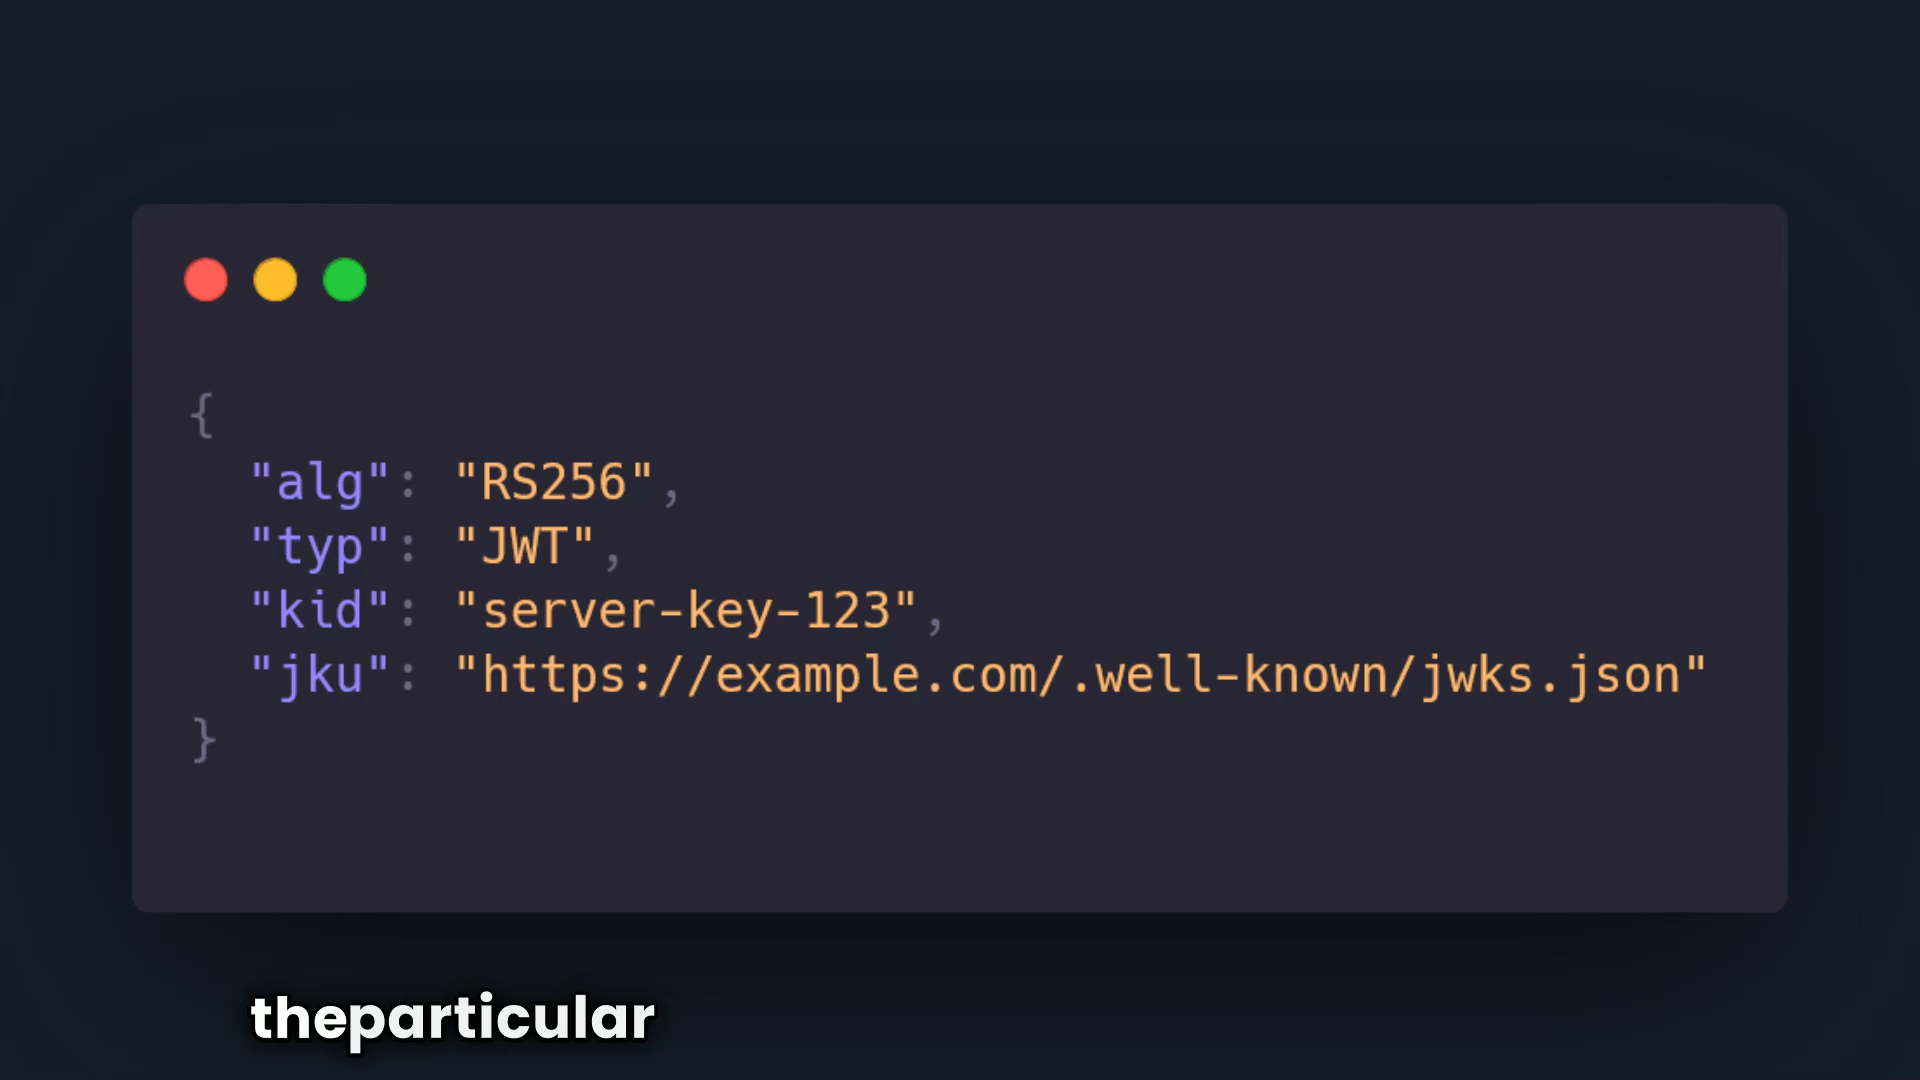 {
"alg": "RS256",
"typ": "JWT",
"kid": "server-key-123",
"jku": "https://example.com/.well-known/jwks.json"
}
theparticular